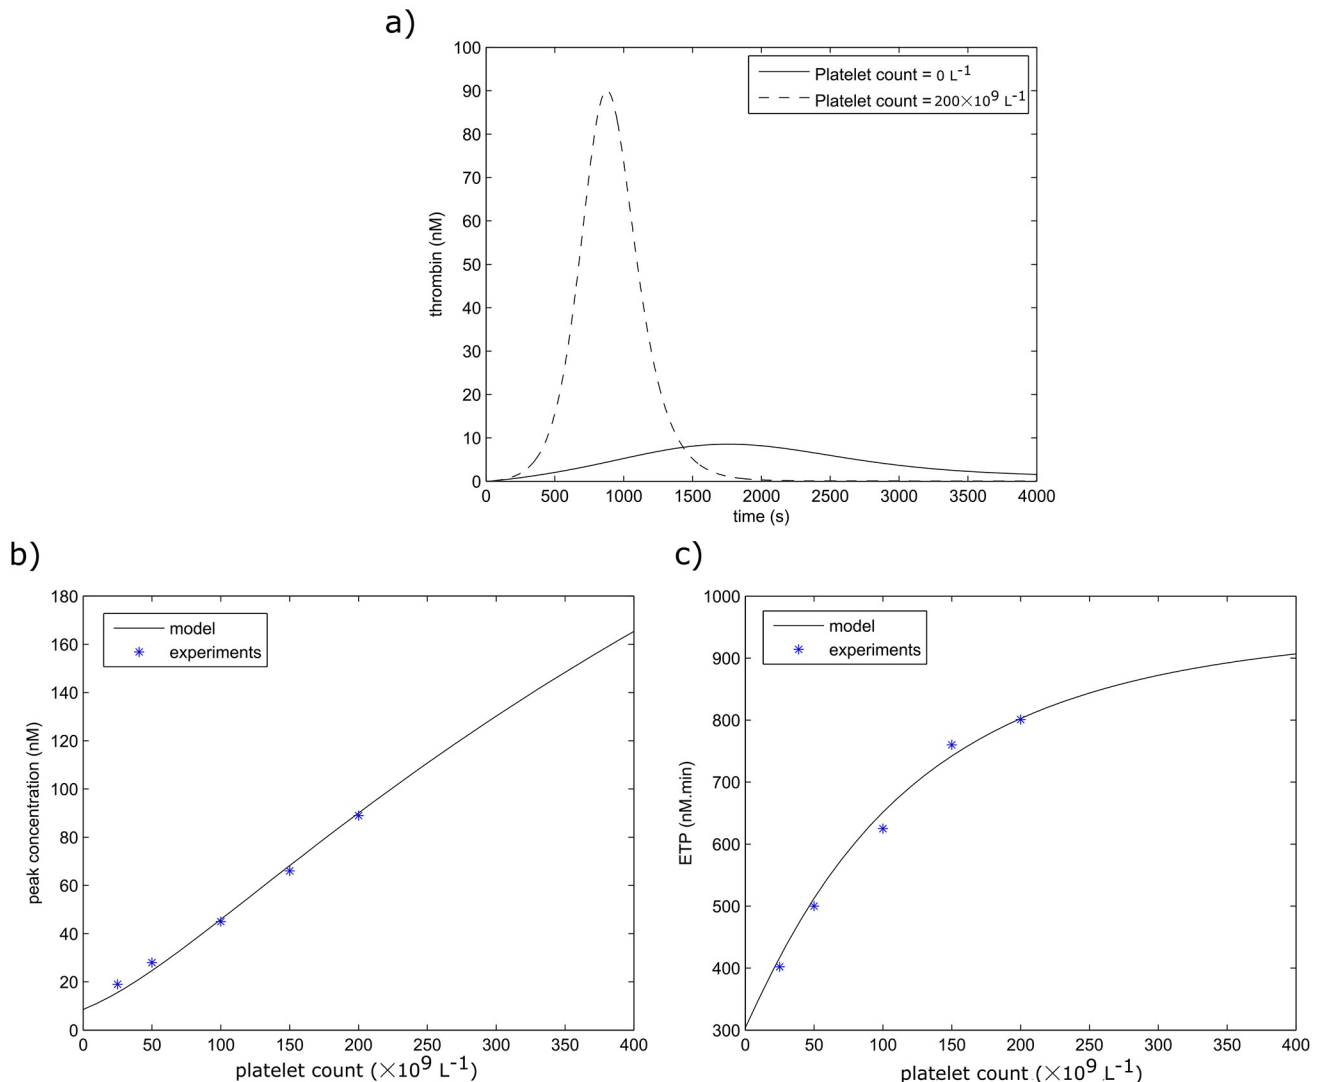 a)
100
90
80
70
60
50
40
30
20
10
0
thrombin (nM)
Platelet count = 0 L⁻¹
Platelet count = 200×10⁹ L⁻¹
0 500 1000 1500 2000 2500 3000 3500 4000
time (s)
b)
180
160
140
120
100
80
60
40
20
0
peak concentration (nM)
model
experiments
0 50 100 150 200 250 300 350 400
platelet count (×10⁹ L⁻¹)
c)
1000
900
800
700
600
500
400
300
ETP (nM.min)
model
experiments
0 50 100 150 200 250 300 350 400
platelet count (×10⁹ L⁻¹)